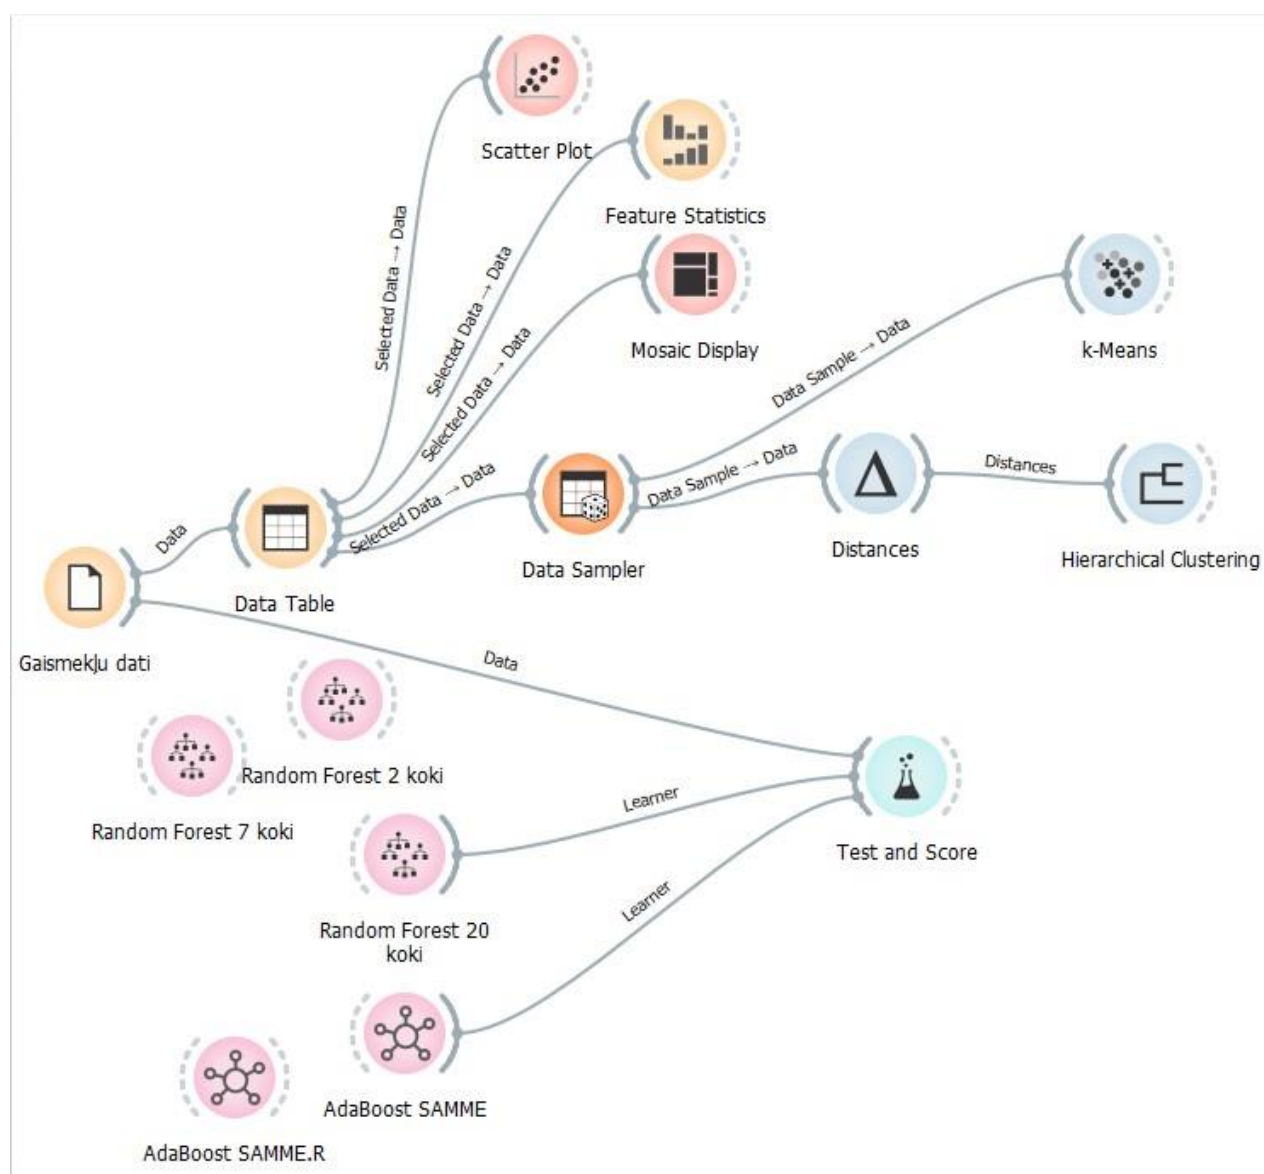 Scatter Plot
Selected Data → Data
Feature Statistics
Selected Data → Data
Mosaic Display
Selected Data → Data
k-Means
Data Sample → Data
Selected Data → Data
Data Sample → Data
Distances
Data
Data Table
Data Sampler
Distances
Hierarchical Clustering
Gaismekļu dati
Data
Random Forest 2 koki
Random Forest 7 koki
Learner
Test and Score
Random Forest 20
koki
Learner
AdaBoost SAMME
AdaBoost SAMME.R